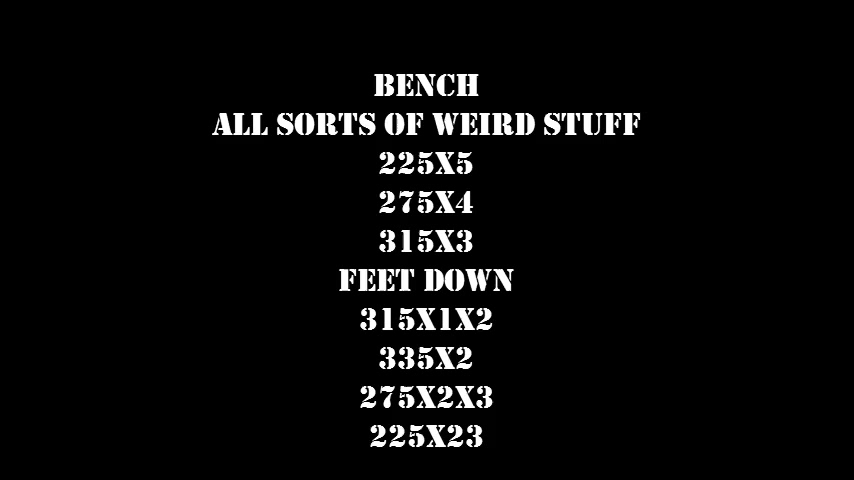 BENCH
ALL SORTS OF WEIRD STUFF
225X5
275X4
315X3
FEET DOWN
315X1X2
335X2
275X2X3
225X23